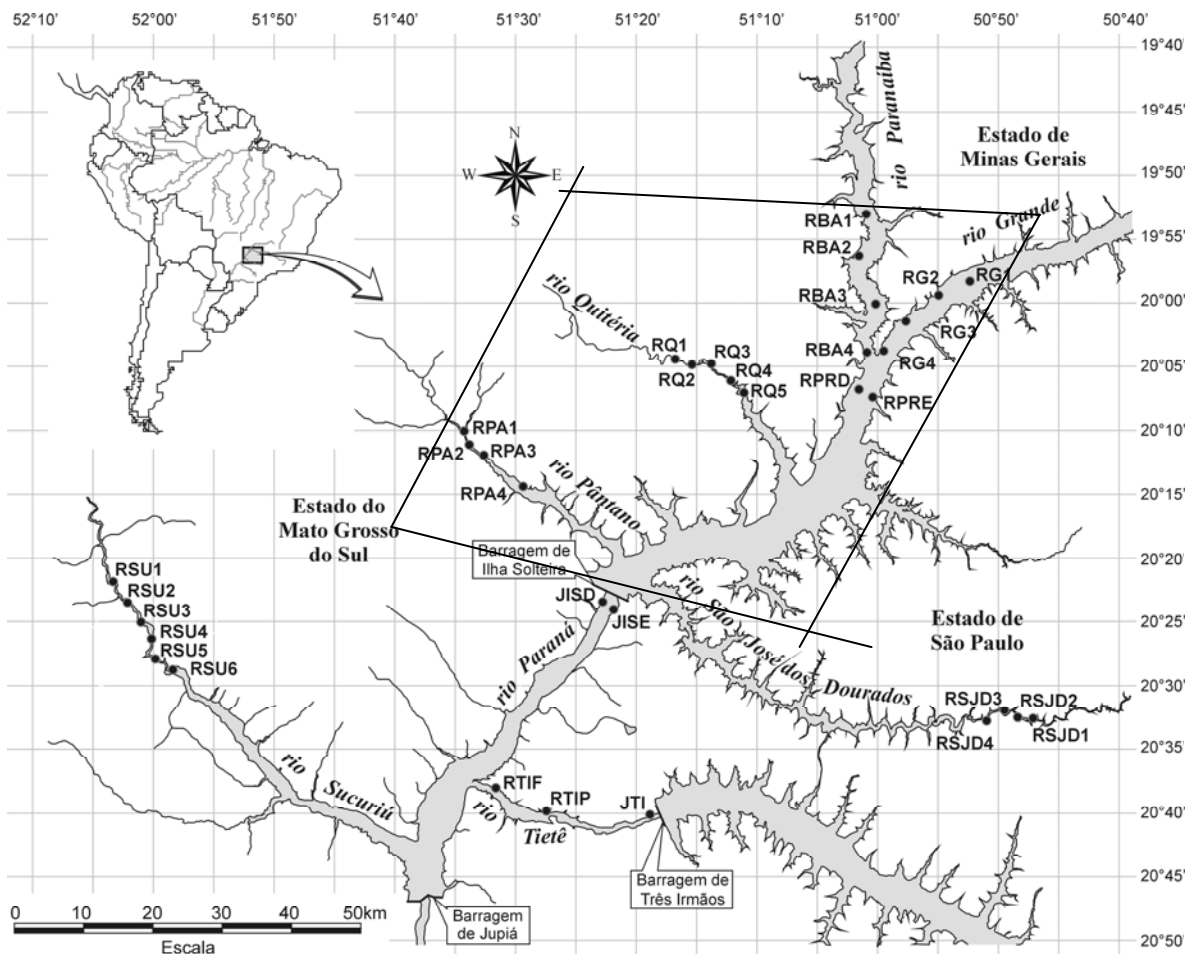 52°10' 52°00' 51°50' 51°40' 51°30' 51°20' 51°10' 51°00' 50°50' 50°40'
19°40'
19°45'
19°50'
19°55'
20°00'
20°05'
20°10'
20°15'
20°20'
20°25'
20°30'
20°35'
20°40'
20°45'
20°50'
N
W E
S
rio Paranaíba
Estado de
Minas Gerais
rio Grande
RBA1
RBA2
RBA3
RBA4
RG2
RG1
RG3
RG4
RPRD
RPRE
rio Quitéria
RQ1
RQ2
RQ3
RQ4
RQ5
RPA1
RPA2
RPA3
RPA4
rio Pântano
Estado do
Mato Grosso
do Sul
Barragem de
Ilha Solteira
JISD
JISE
rio São José dos Dourados
Estado de
São Paulo
RSU1
RSU2
RSU3
RSU4
RSU5
RSU6
rio Paraná
RSJD3
RSJD2
RSJD4
RSJD1
rio Sucuriú
RTIF
RTIP
JTI
rio Tietê
Barragem de
Três Irmãos
Barragem
de Jupiá
0 10 20 30 40 50km
Escala